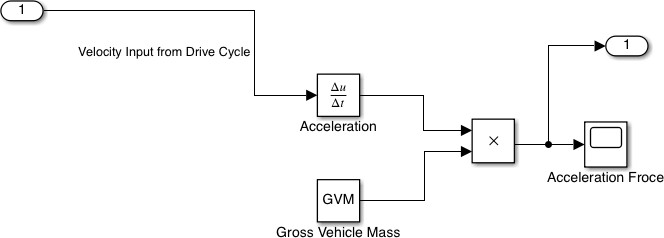 1
1
Velocity Input from Drive Cycle
Δu
Δt
Acceleration
×
Acceleration Froce
GVM
Gross Vehicle Mass